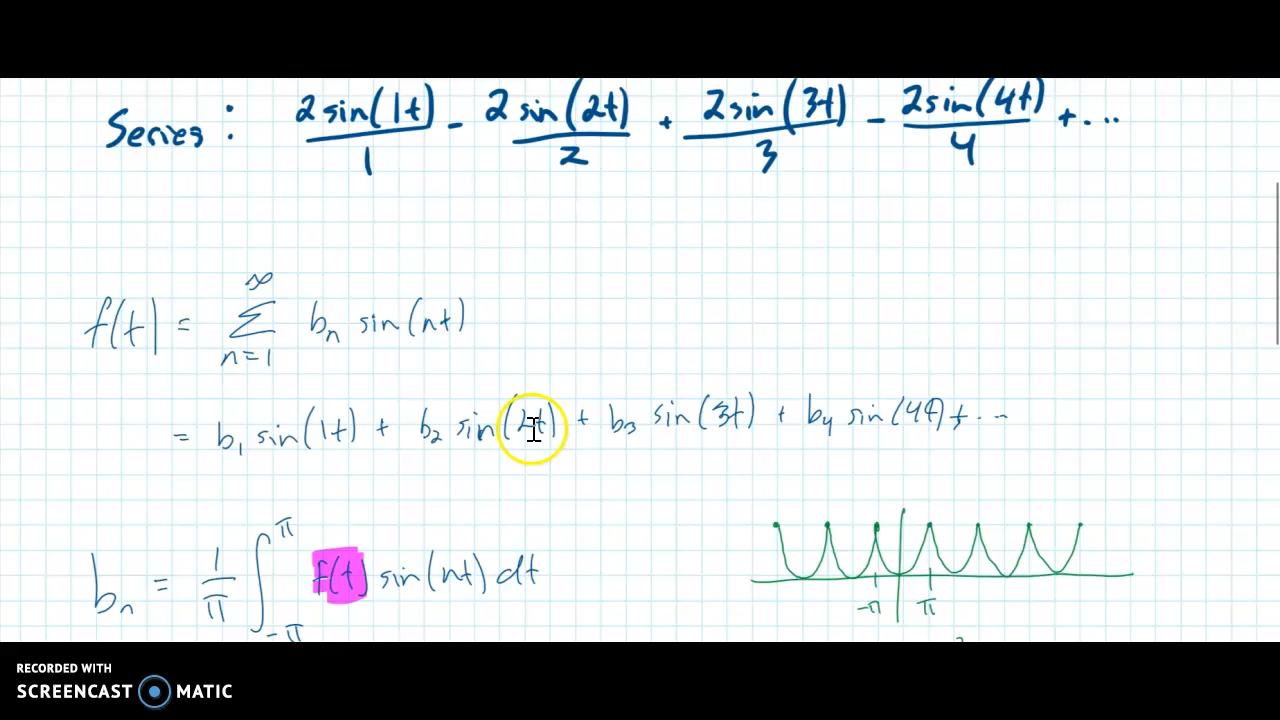 Series: 2sin(1t)/1 - 2sin(2t)/2 + 2sin(3t)/3 - 2sin(4t)/4 + ...
f(t) = ∑_{n=1}^{∞} b_n sin(nt)
= b_1 sin(1t) + b_2 sin(2t) + b_3 sin(3t) + b_4 sin(4t) + ...
b_n = 1/π ∫_{-π}^{π} f(t) sin(nt) dt
-π π
RECORDED WITH
SCREENCAST MATIC